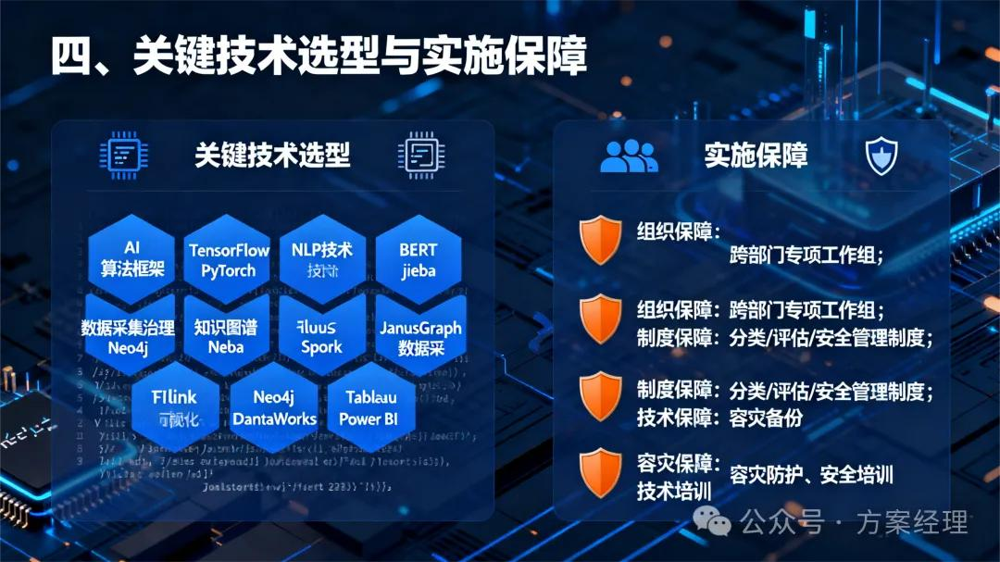 四、关键技术选型与实施保障
关键技术选型
AI
算法框架
TensorFlow
PyTorch
NLP技术
BERT
jieba
数据采集治理
Neo4j
知识图谱
Neba
Spork
JanusGraph
数据采
FIlink
可视化
Neo4j
DantaWorks
Tablau
Power BI
实施保障
组织保障：
跨部门专项工作组；
组织保障：跨部门专项工作组；
制度保障：分类/评估/安全管理制度；
制度保障：分类/评估/安全管理制度；
技术保障：容灾备份
容灾保障：
技术培训
容灾防护、安全培训
公众号 · 方案经理